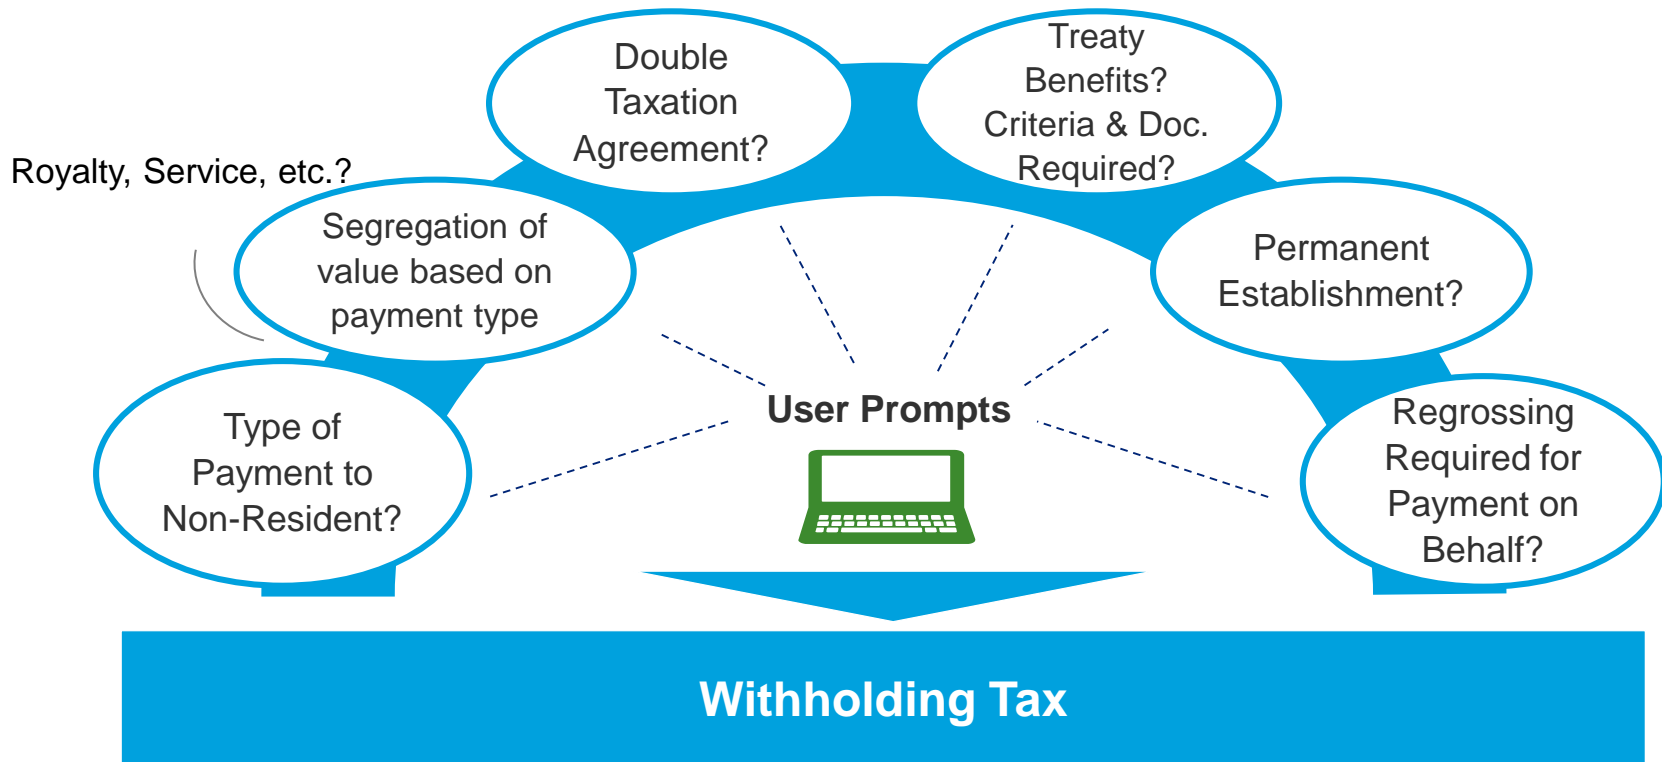 Double
Taxation
Agreement?
Treaty
Benefits?
Criteria & Doc.
Required?
Royalty, Service, etc.?
Segregation of
value based on
payment type
Permanent
Establishment?
Type of
Payment to
Non-Resident?
User Prompts
Regrossing
Required for
Payment on
Behalf?
Withholding Tax